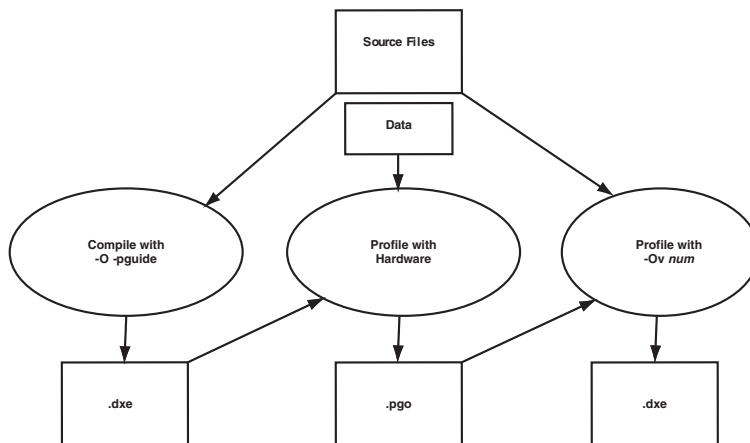 Source Files
Data
Compile with
-O -pguide
Profile with
Hardware
Profile with
-Ov num
.dxe
.pgo
.dxe